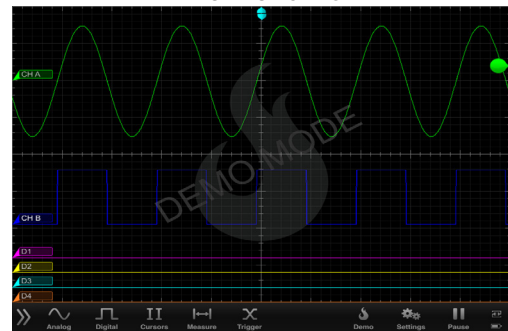 CH A
DEMO MODE
CH B
D1
D2
D3
D4
Analog
Digital
Cursors
Measure
Trigger
Demo
Settings
Pause